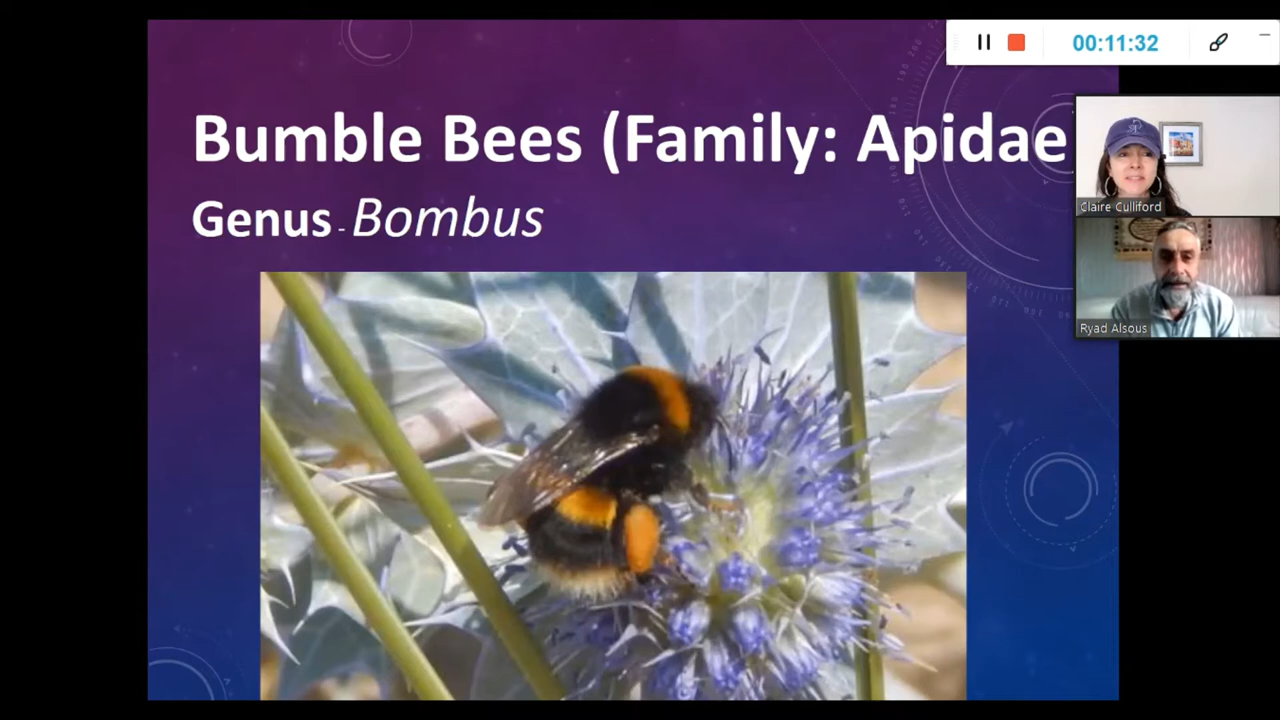 00:11:32
Bumble Bees (Family: Apidae
Genus - Bombus
Claire Culliford
Ryad Alsous